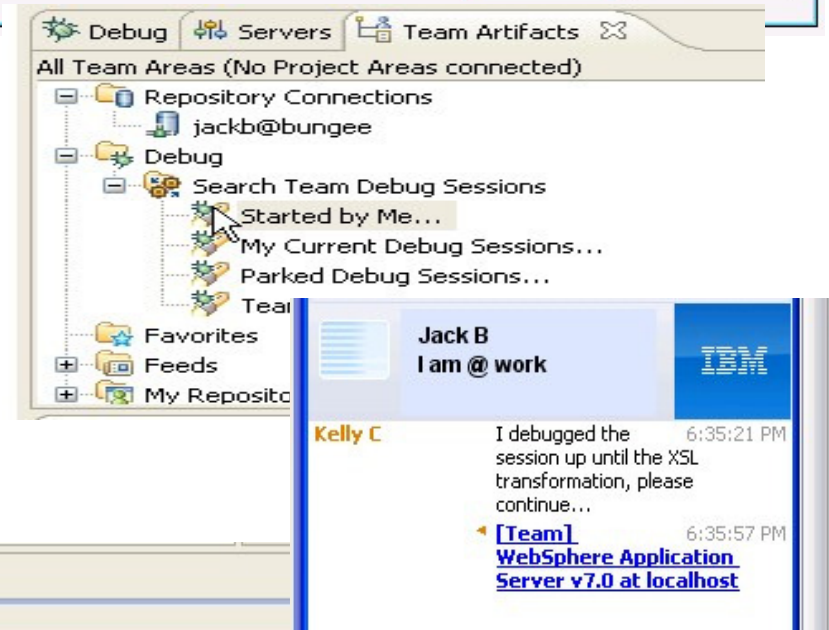 Debug Servers Team Artifacts
All Team Areas (No Project Areas connected)
Repository Connections
jackb@bungee
Debug
Search Team Debug Sessions
Started by Me...
My Current Debug Sessions...
Parked Debug Sessions...
Favorites
Feeds
My
Jack B
I am @ work
IBM
Kelly C I debugged the 6:35:21 PM
session up until the XSL
transformation, please
continue...
[Team] 6:35:57 PM
WebSphere Application
Server v7.0 at localhost